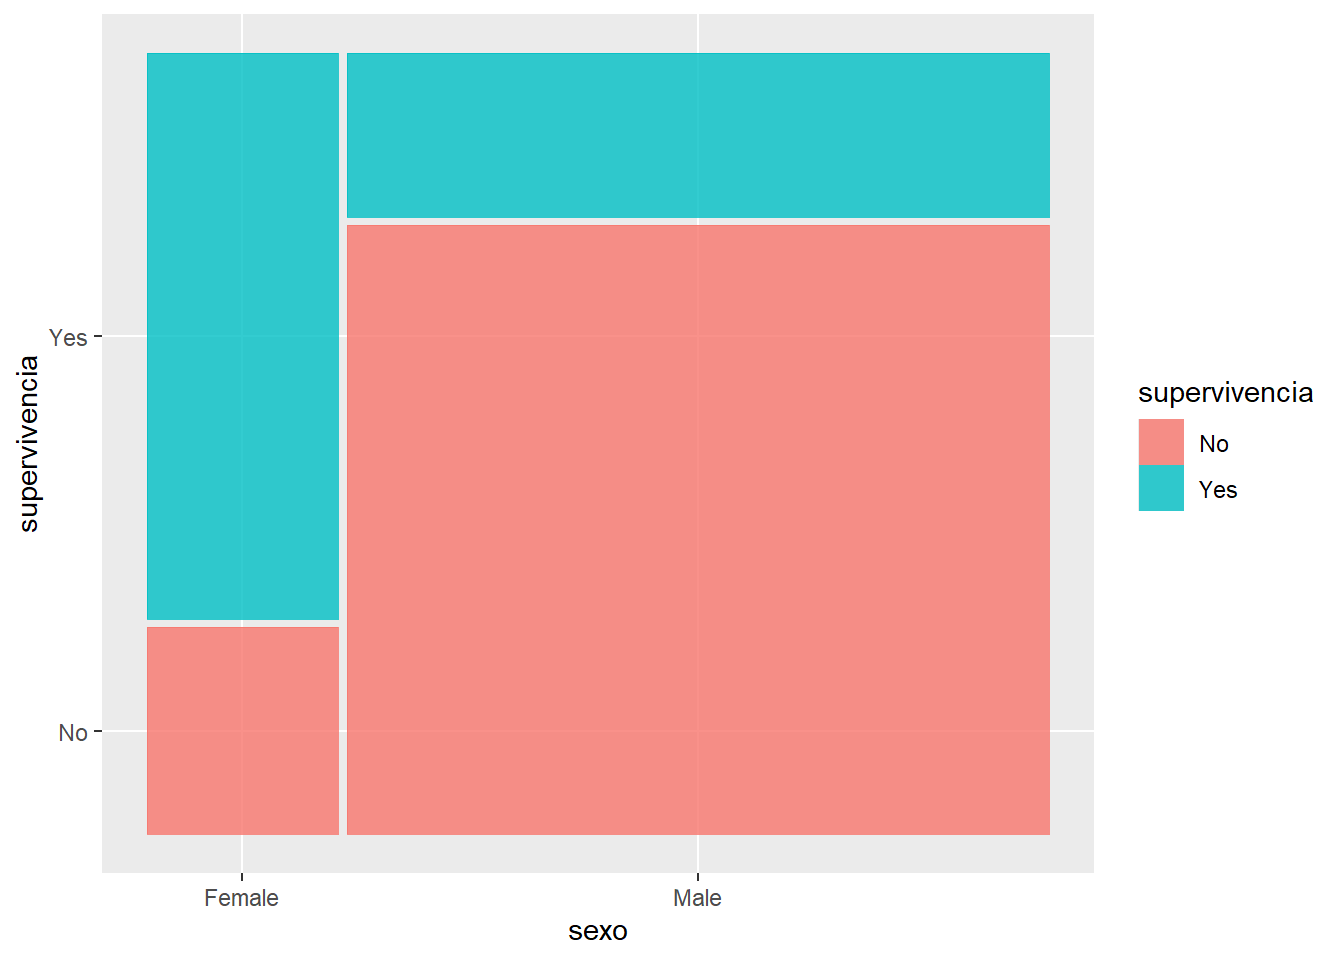 supervivencia
Yes
No
Female
Male
sexo
supervivencia
No
Yes